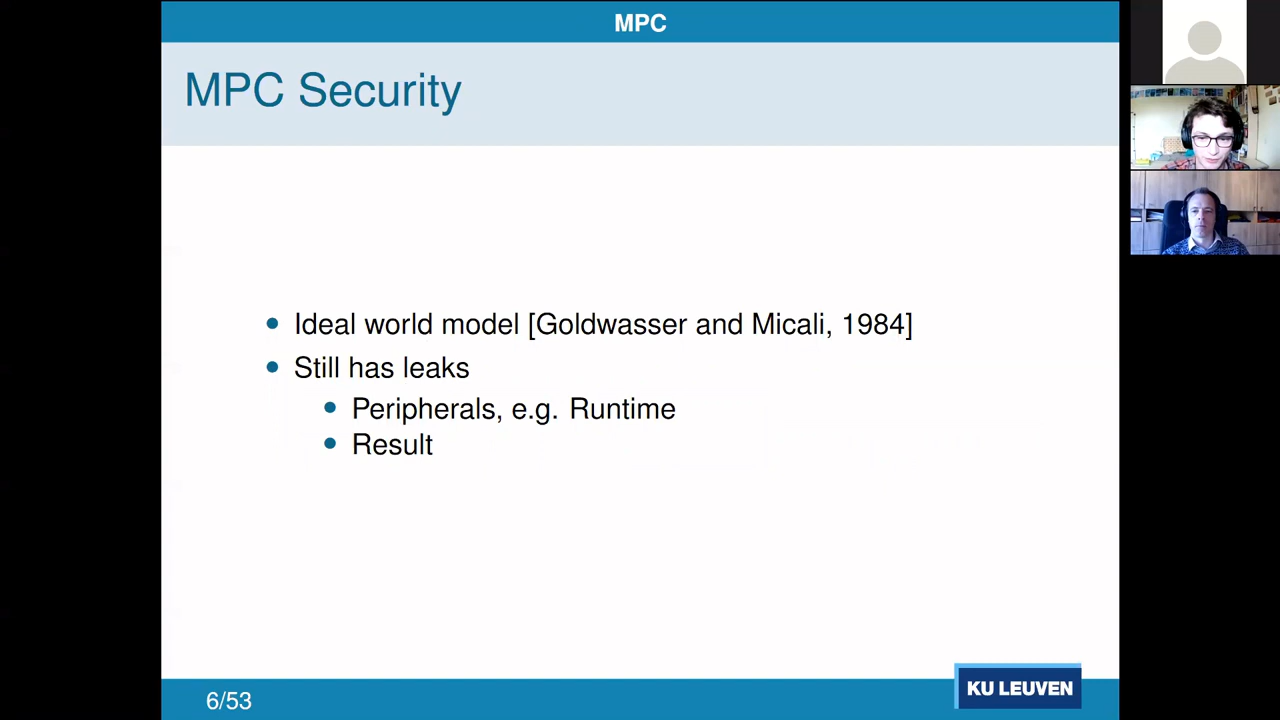 MPC
MPC Security
• Ideal world model [Goldwasser and Micali, 1984]
• Still has leaks
• Peripherals, e.g. Runtime
• Result
6/53
KU LEUVEN